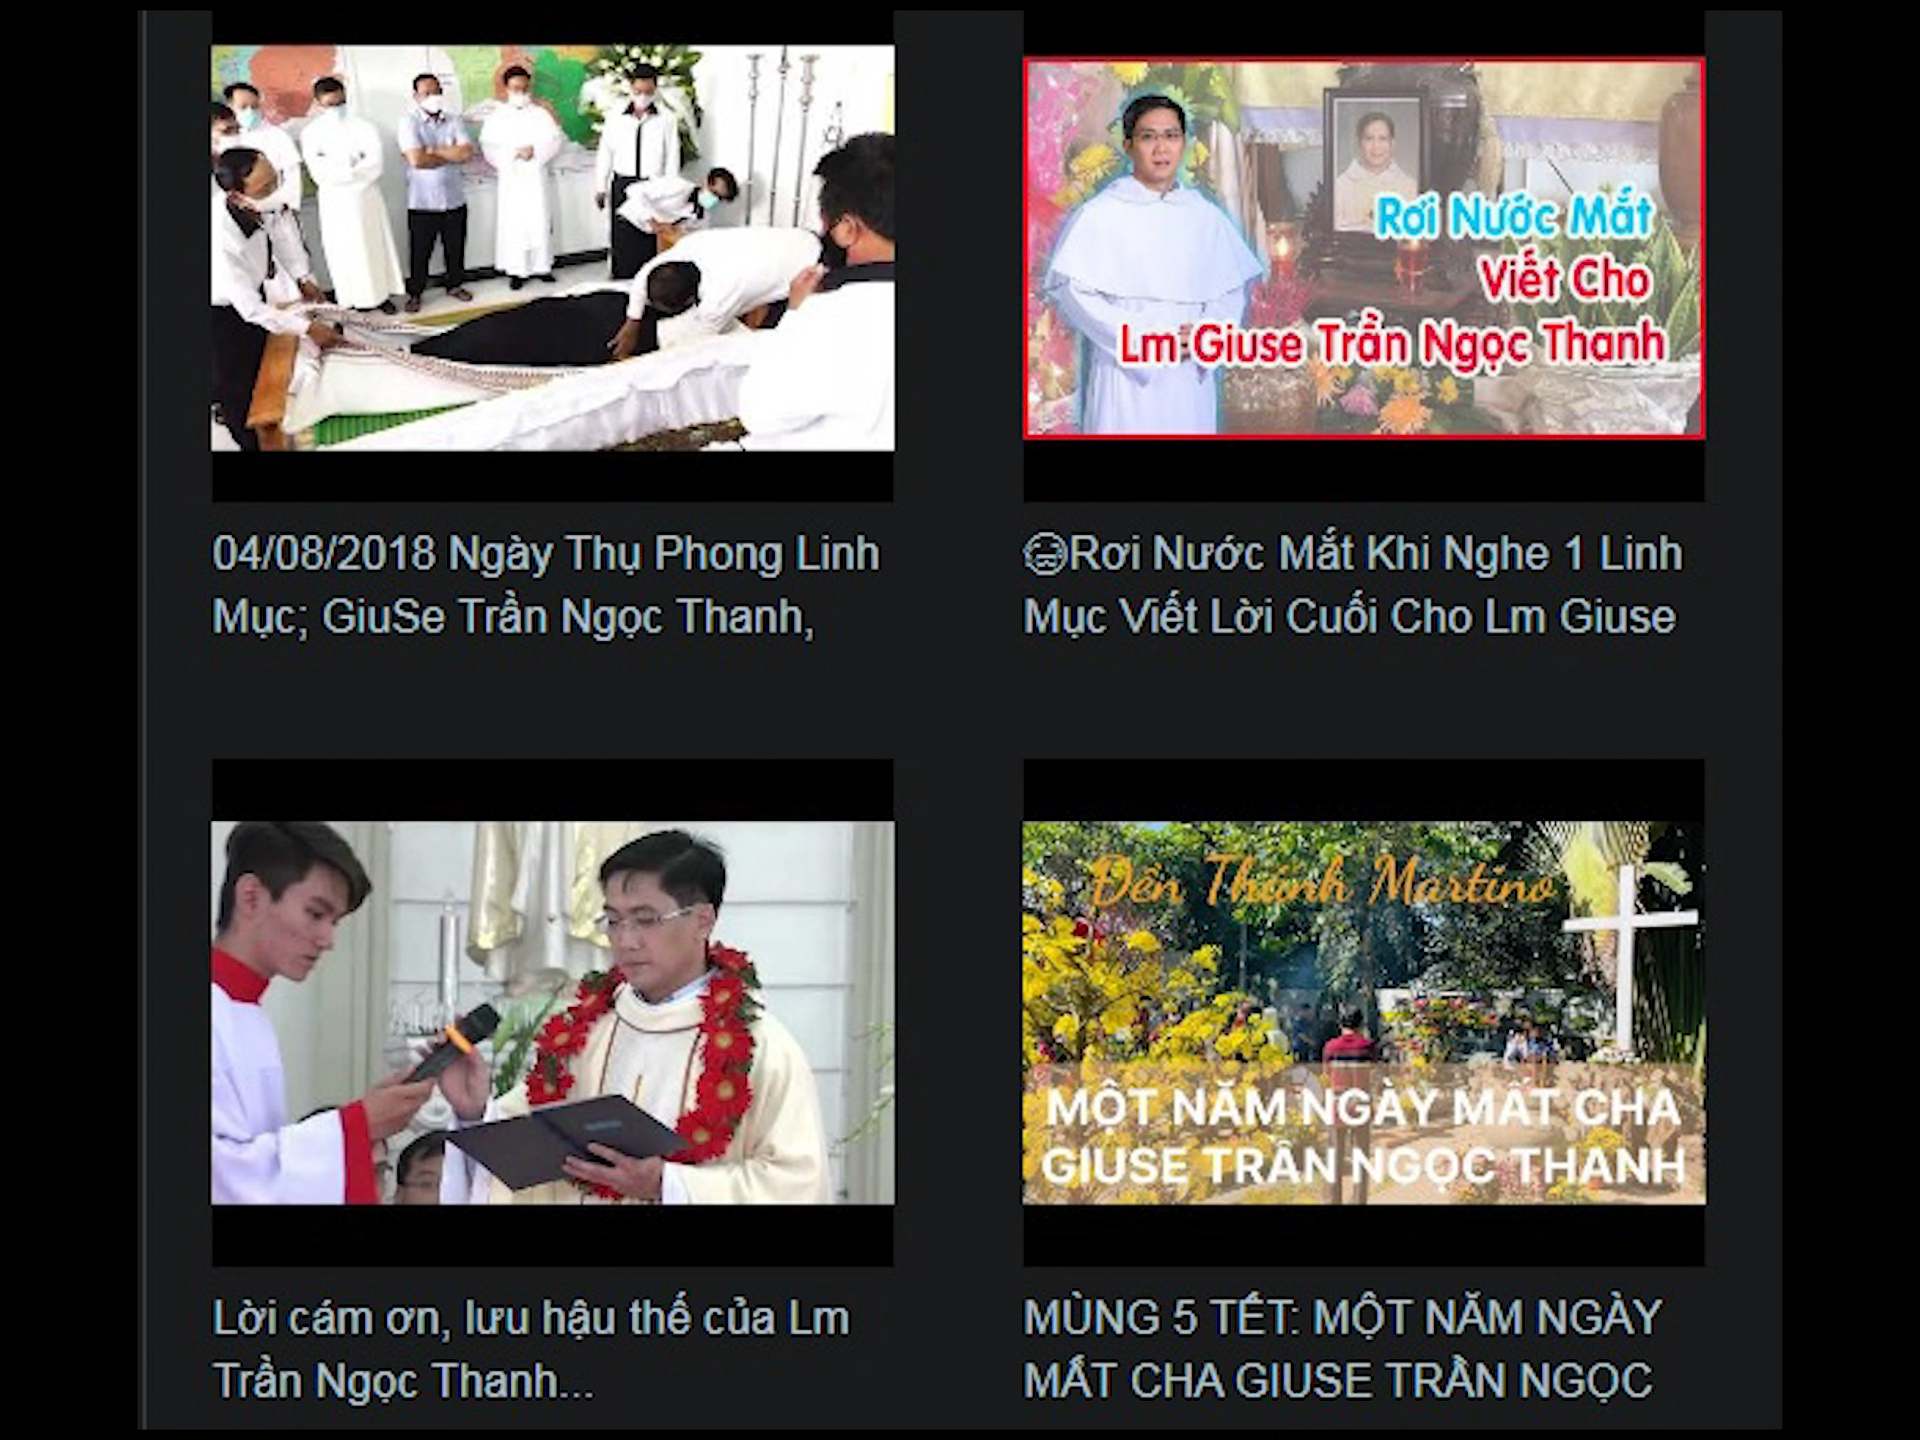 Rơi Nước Mắt
Viết Cho
Lm Giuse Trần Ngọc Thanh
04/08/2018 Ngày Thụ Phong Linh
Mục; GiuSe Trần Ngọc Thanh,
😭Rơi Nước Mắt Khi Nghe 1 Linh
Mục Viết Lời Cuối Cho Lm Giuse
Đền Thánh Martino
MỘT NĂM NGÀY MẤT CHA
GIUSE TRẦN NGỌC THANH
Lời cám ơn, lưu hậu thế của Lm
Trần Ngọc Thanh...
MÙNG 5 TẾT: MỘT NĂM NGÀY
MẤT CHA GIUSE TRẦN NGỌC